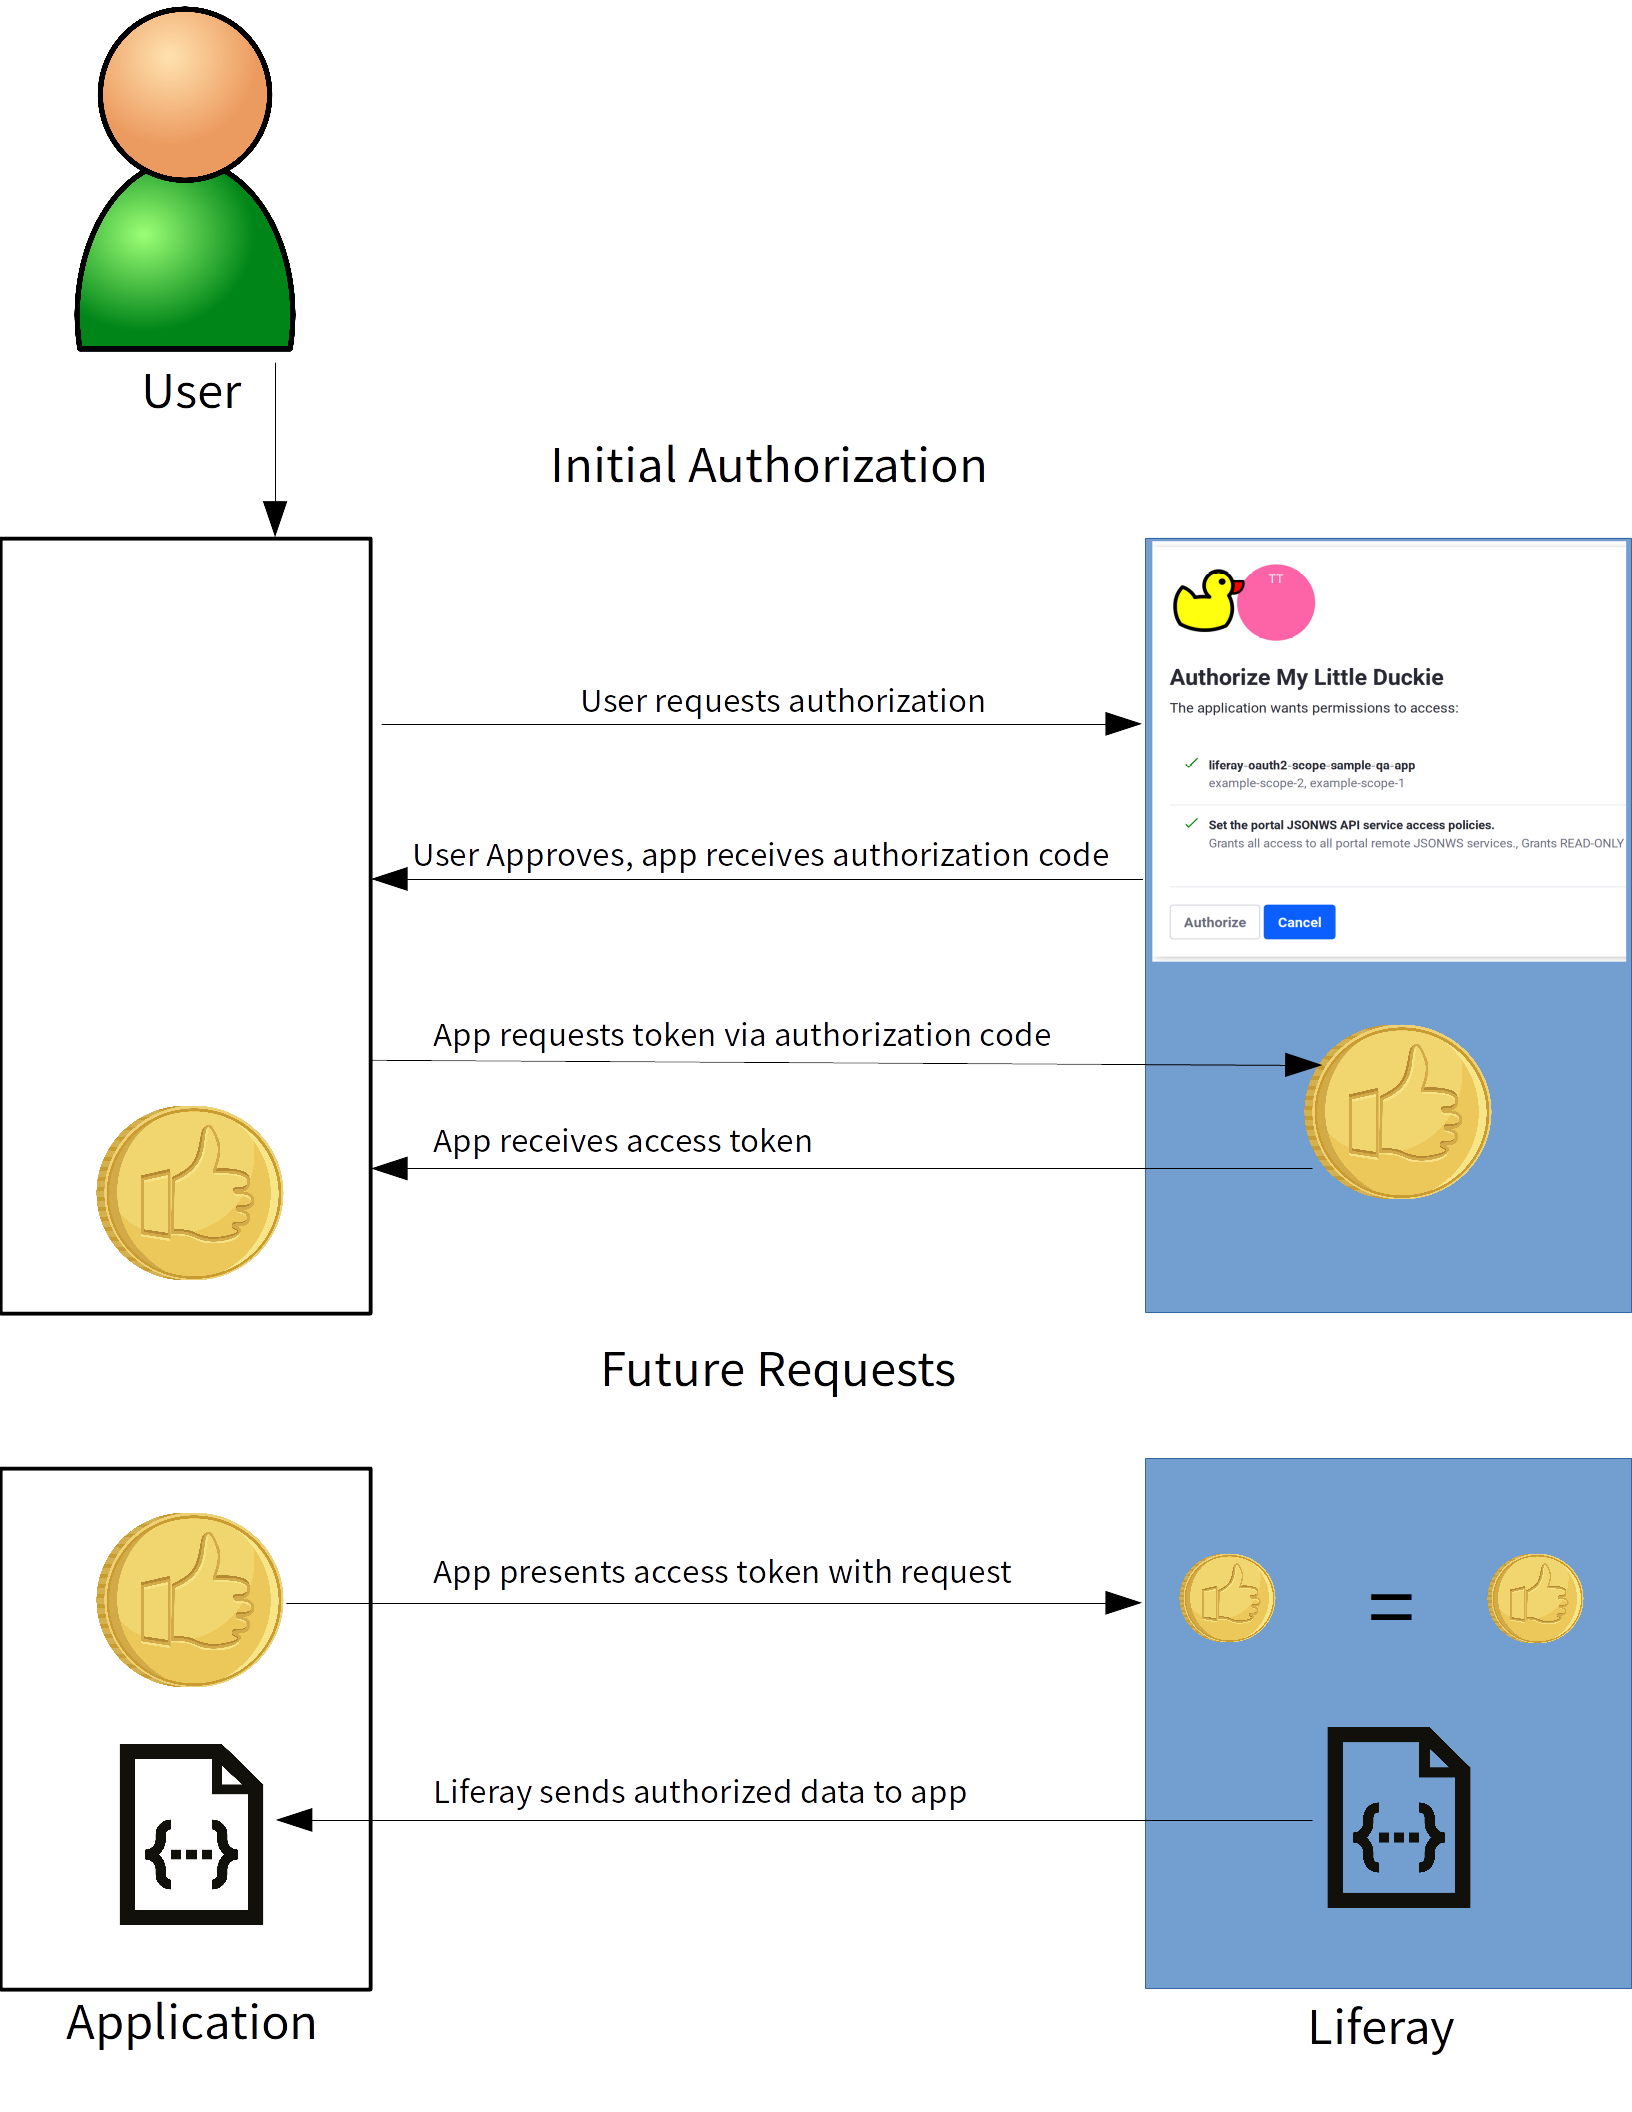 User
Initial Authorization
TT
Authorize My Little Duckie
The application wants permissions to access:
User requests authorization
liferay-oauth2-scope-sample-qa-app
example-scope-2, example-scope-1
Set the portal JSONWS API service access policies.
Grants all access to all portal remote JSONWS services., Grants READ-ONLY
User Approves, app receives authorization code
Authorize
Cancel
App requests token via authorization code
App receives access token
Future Requests
App presents access token with request
=
Liferay sends authorized data to app
{...}
{...}
Application
Liferay